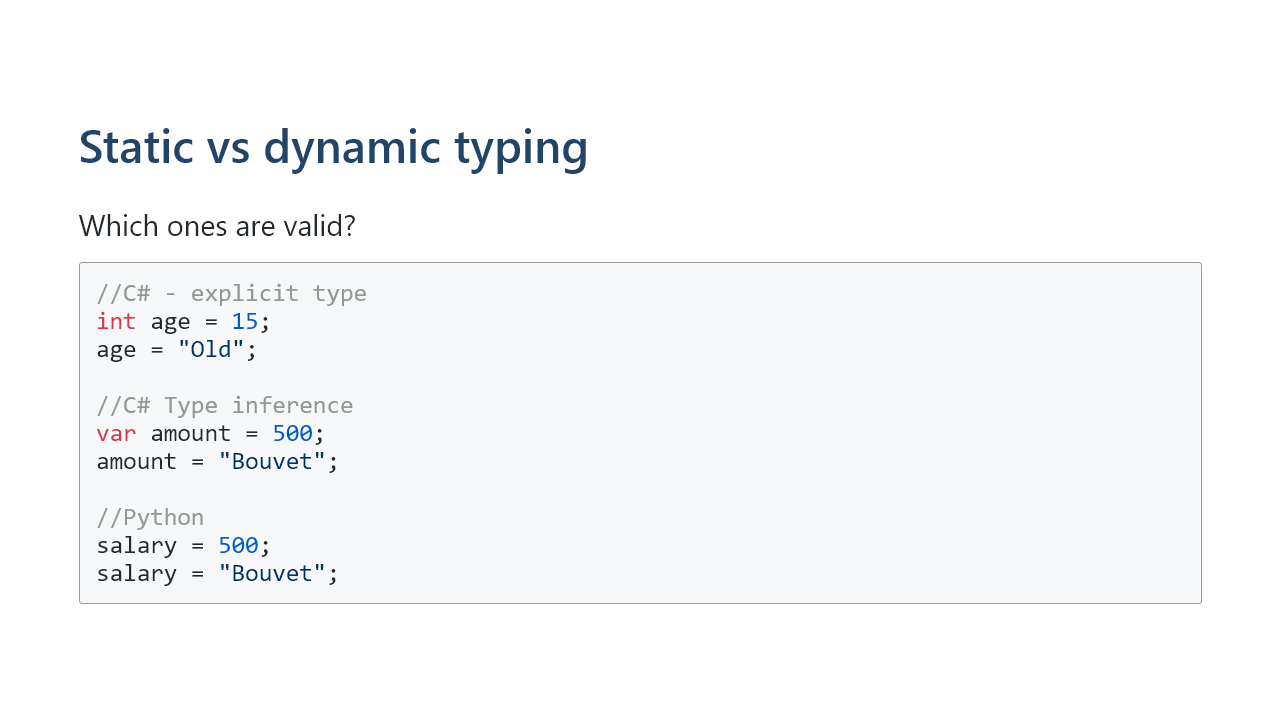 Static vs dynamic typing
Which ones are valid?
//C# - explicit type
int age = 15;
age = "Old";
//C# Type inference
var amount = 500;
amount = "Bouvet";
//Python
salary = 500;
salary = "Bouvet";